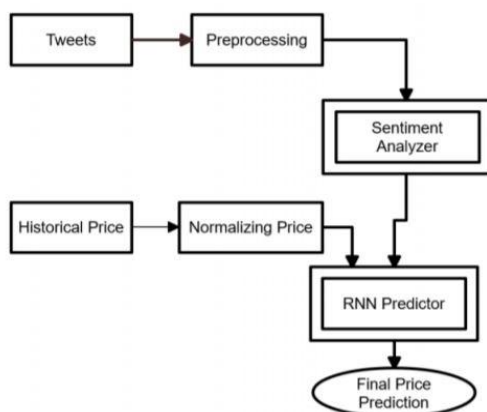 Tweets
Preprocessing
Sentiment
Analyzer
Historical Price
Normalizing Price
RNN Predictor
Final Price
Prediction